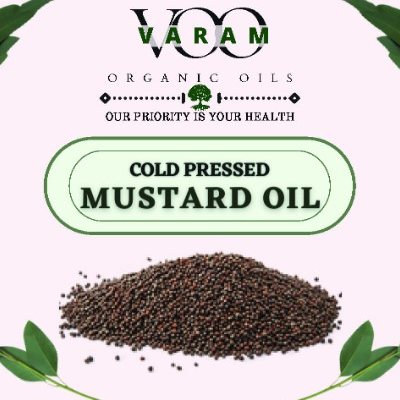 VOO
VARAM
ORGANIC OILS
OUR PRIORITY IS YOUR HEALTH
COLD PRESSED
MUSTARD OIL